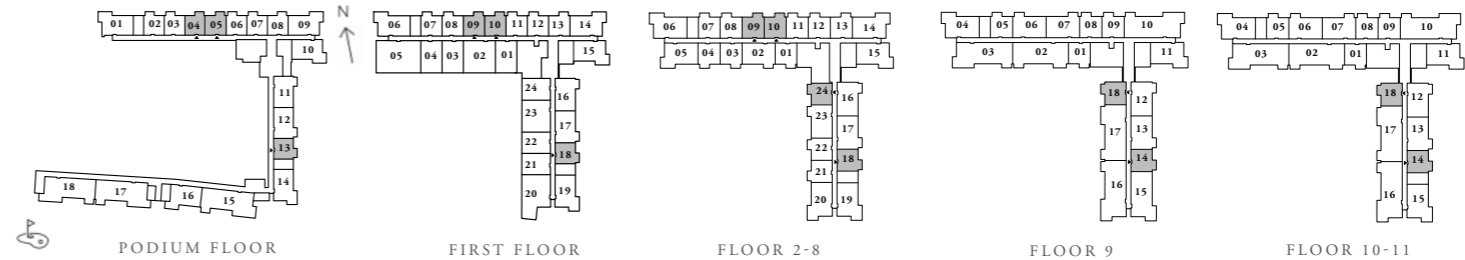 01 02 03 04 05 06 07 08 09
10
11
12
13
14
18 17 16 15
PODIUM FLOOR
N
06 07 08 09 10 11 12 13 14
05 04 03 02 01 15
24 16
23
17
22
18
21
20 19
FIRST FLOOR
06 07 08 09 10 11 12 13 14
05 04 03 02 01 15
24 16
23 17
22
18
21
20 19
FLOOR 2-8
04 05 06 07 08 09 10
03 02 01 11
18 12
17 13
14
16 15
FLOOR 9
04 05 06 07 08 09 10
03 02 01 11
18 12
17 13
14
16 15
FLOOR 10-11